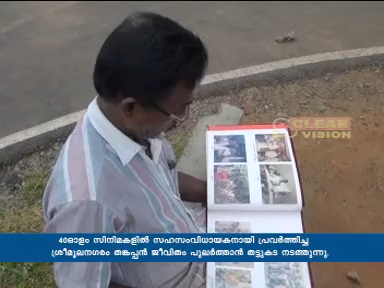 CLEAR
VISION
40ഓളം സിനിമകളിൽ സഹസംവിധായകനായി പ്രവർത്തിച്ച
ശ്രീമൂലനഗരം തങ്കപ്പൻ ജീവിതം പുലർത്താൻ തട്ടുകട നടത്തുന്നു.